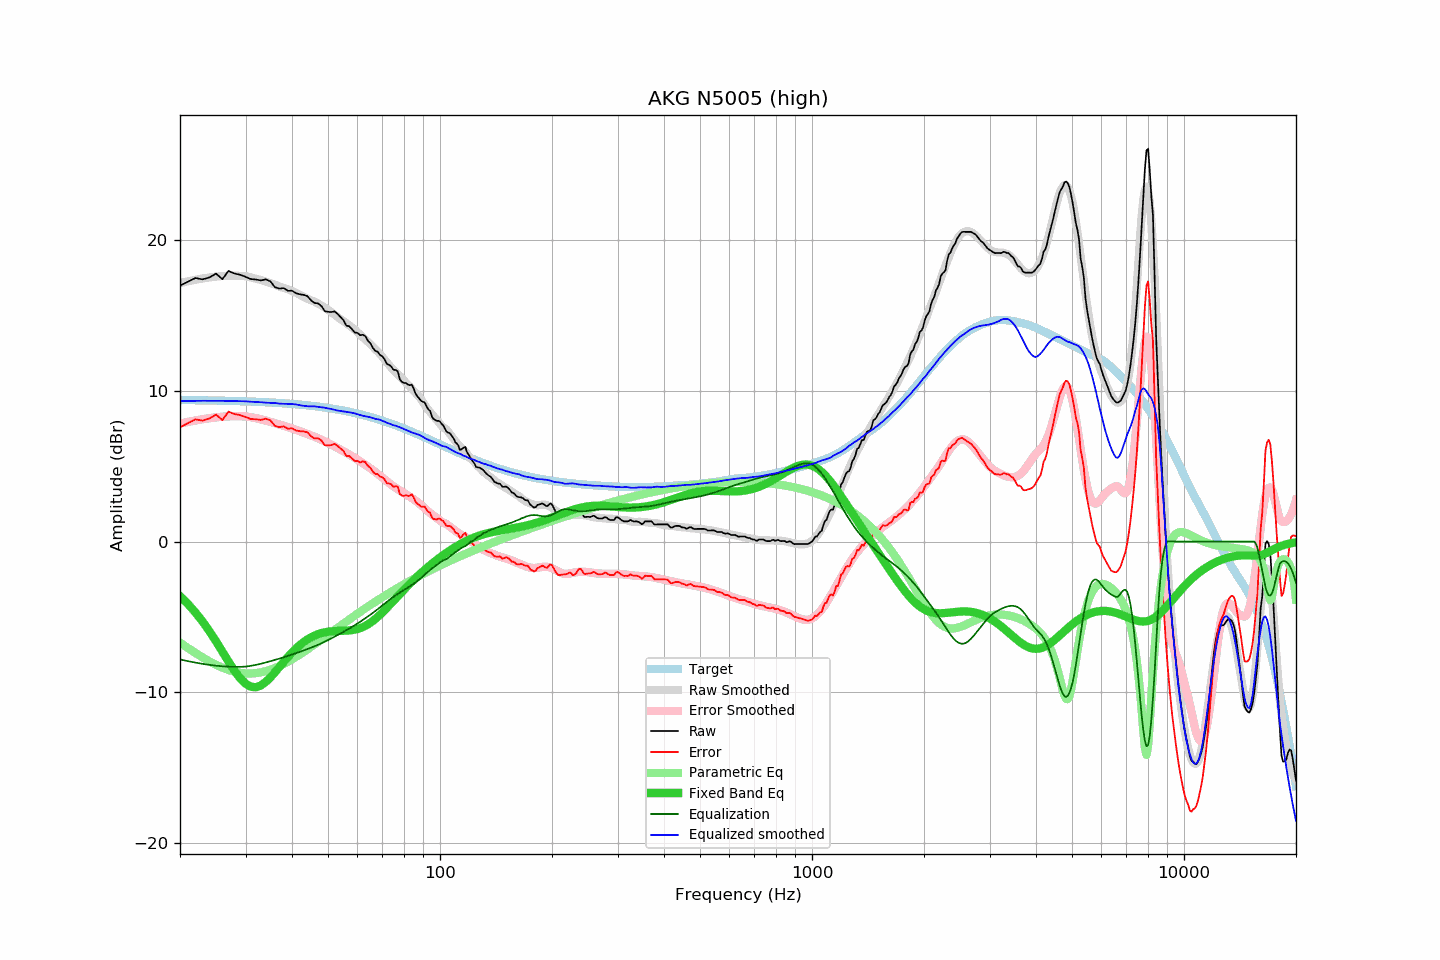 AKG N5005 (high)
Amplitude (dBr)
20
10
0
−10
−20
Target
Raw Smoothed
Error Smoothed
Raw
Error
Parametric Eq
Fixed Band Eq
Equalization
Equalized smoothed
100
1000
10000
Frequency (Hz)